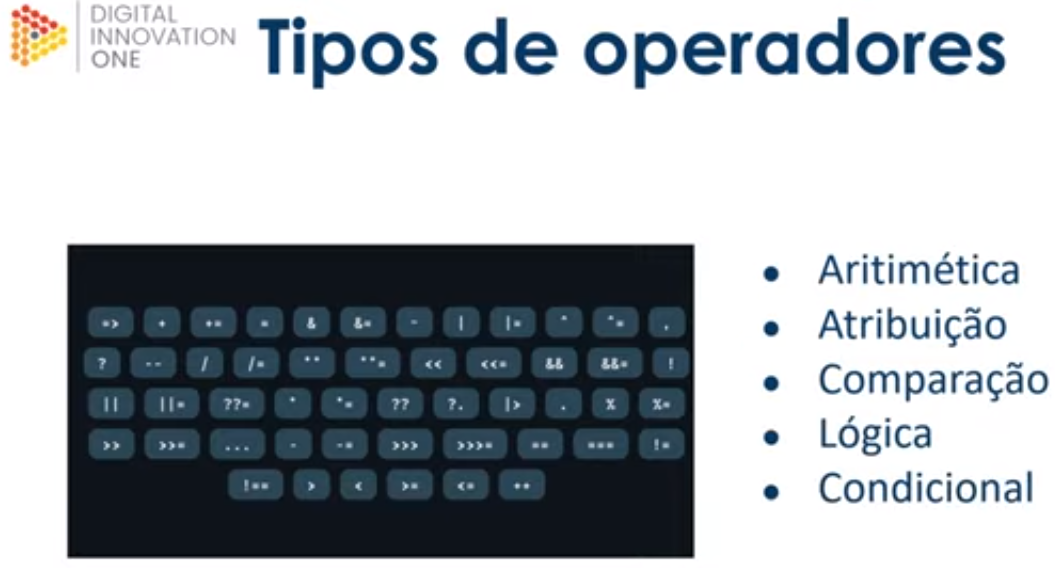 DIGITAL
INNOVATION
ONE
Tipos de operadores
=> + += = & &= ~ | |= ^ ^= ,
? -- / /= ** **= << <<= && &&= !
|| ||= ??= * *= ?? ?. |> . % %=
>> >>= ... - -= >>> >>>= == === !=
!== > < >= <= ++
• Aritimética
• Atribuição
• Comparação
• Lógica
• Condicional